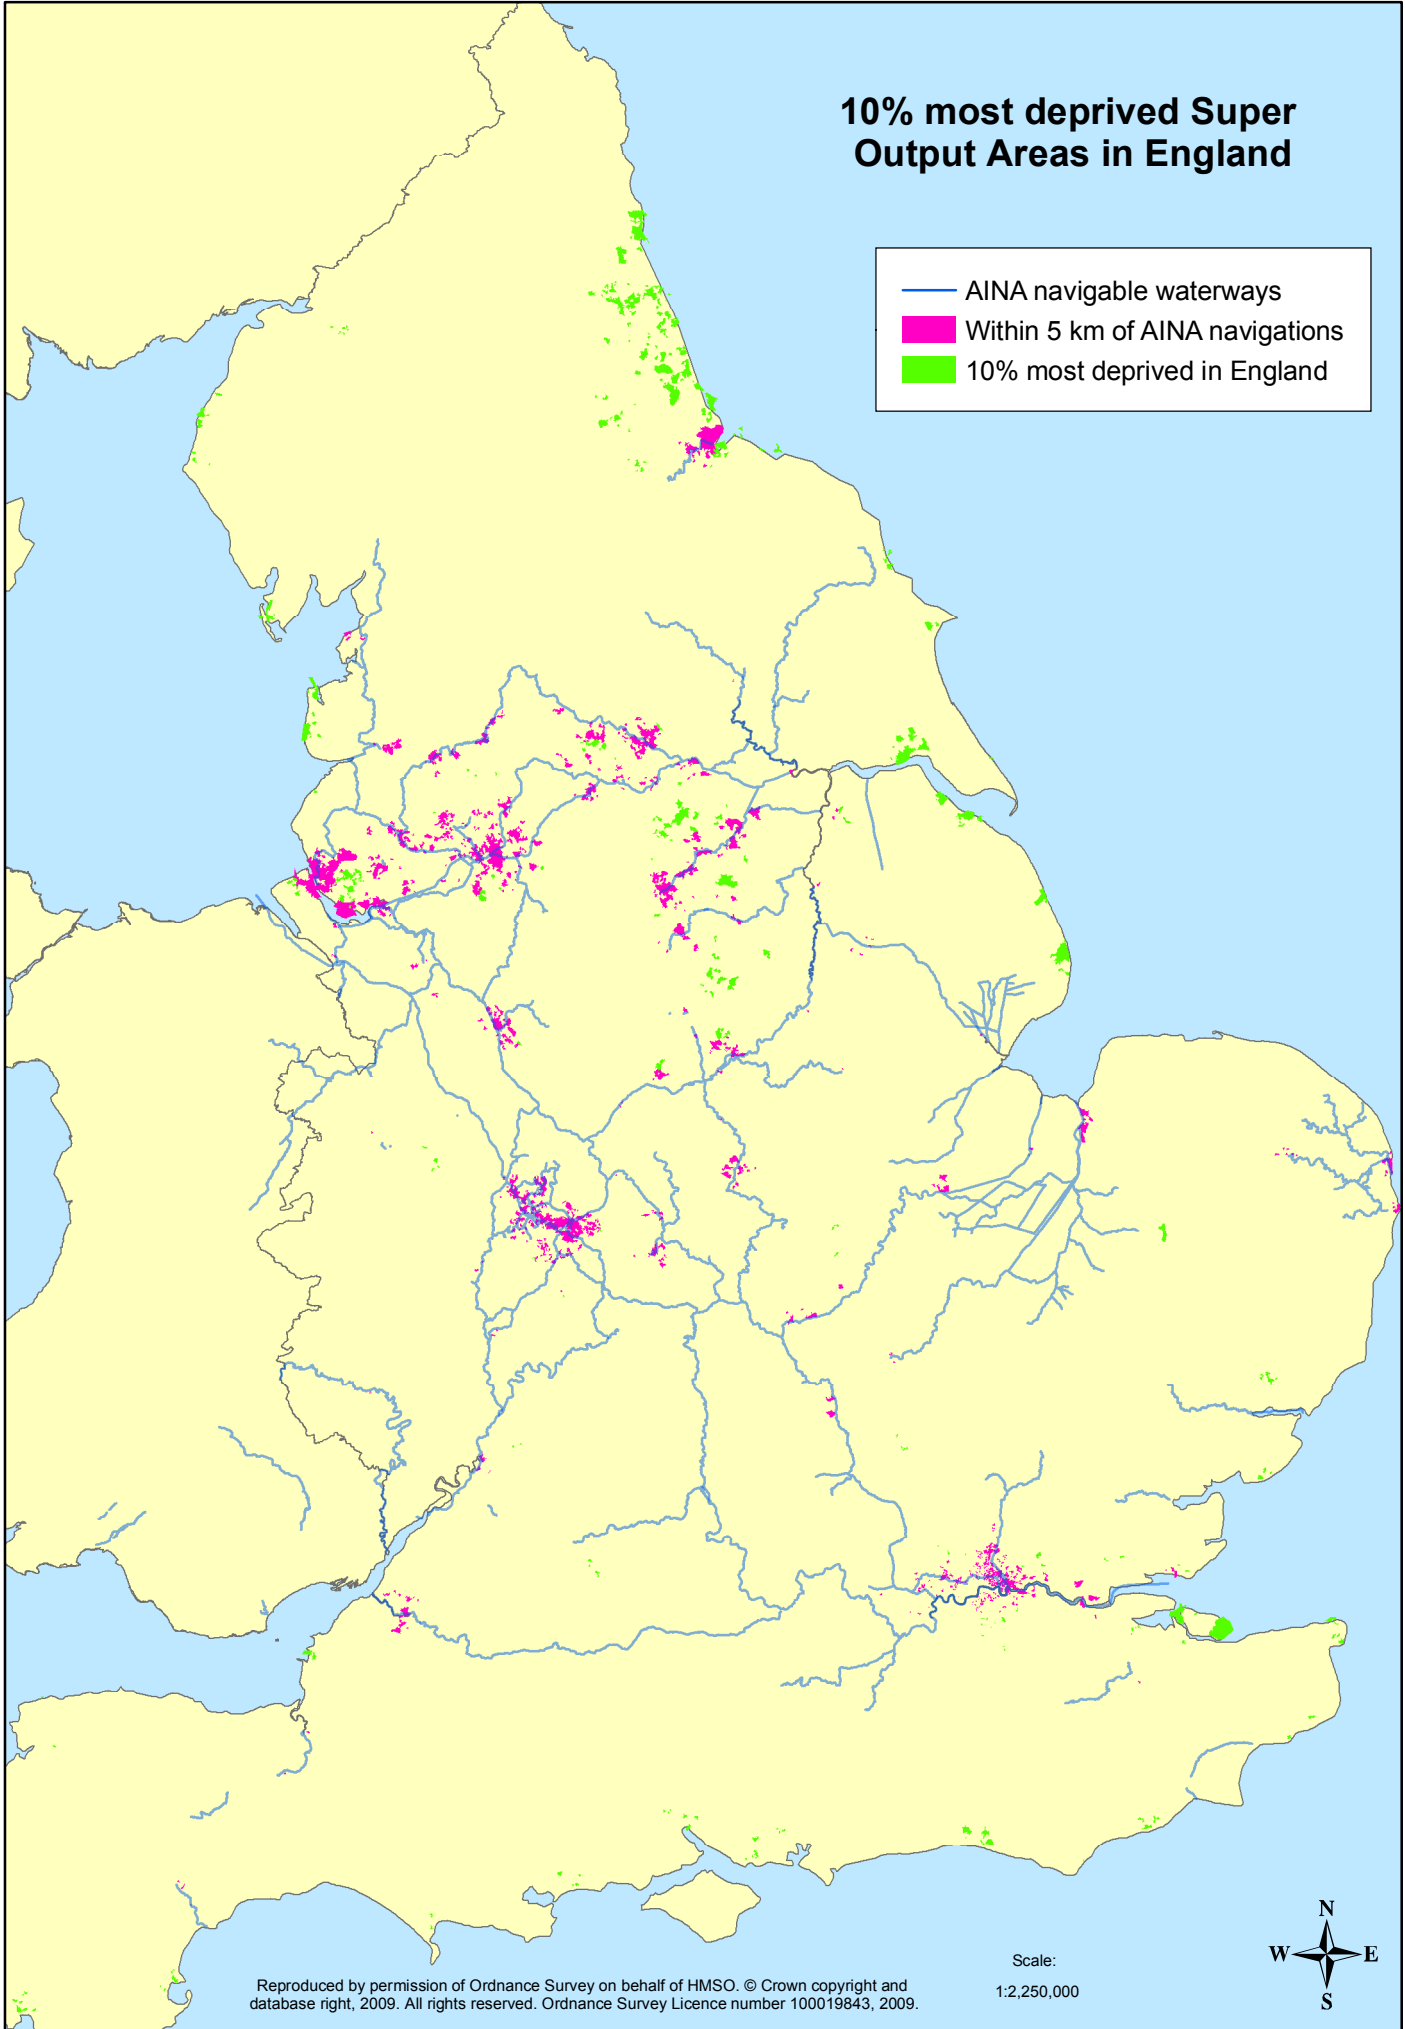 10% most deprived Super
Output Areas in England
AINA navigable waterways
Within 5 km of AINA navigations
10% most deprived in England
N
W E
S
Scale:
1:2,250,000
Reproduced by permission of Ordnance Survey on behalf of HMSO. © Crown copyright and
database right, 2009. All rights reserved. Ordnance Survey Licence number 100019843, 2009.